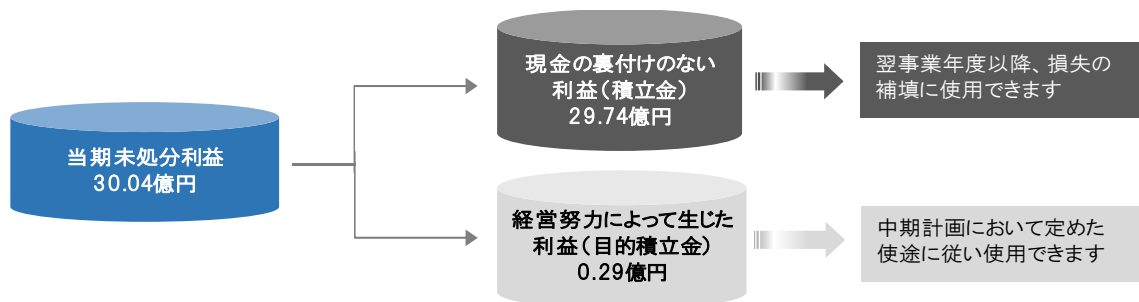 当期未処分利益
30.04億円
現金の裏付けのない
利益（積立金）
29.74億円
翌事業年度以降、損失の
補填に使用できます
経営努力によって生じた
利益（目的積立金）
0.29億円
中期計画において定めた
使途に従い使用できます